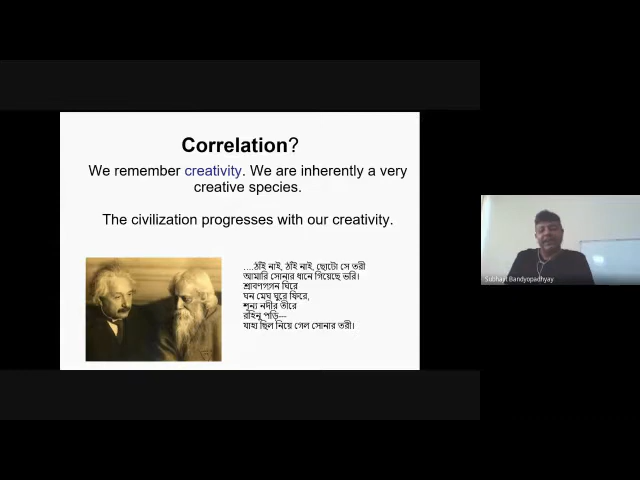 Correlation?
We remember creativity. We are inherently a very
creative species.
The civilization progresses with our creativity.
....ঠাঁই নাই, ঠাঁই নাই, ছোটো সে তরী
আমারি সোনার ধানে গিয়েছে ভরি।
শ্রাবণগগন ঘিরে
ঘন মেঘ ঘুরে ফিরে,
শূন্য নদীর তীরে
রহিনু পড়ি—
যাহা ছিল নিয়ে গেল সোনার তরী।
Subhajit Bandyopadhyay